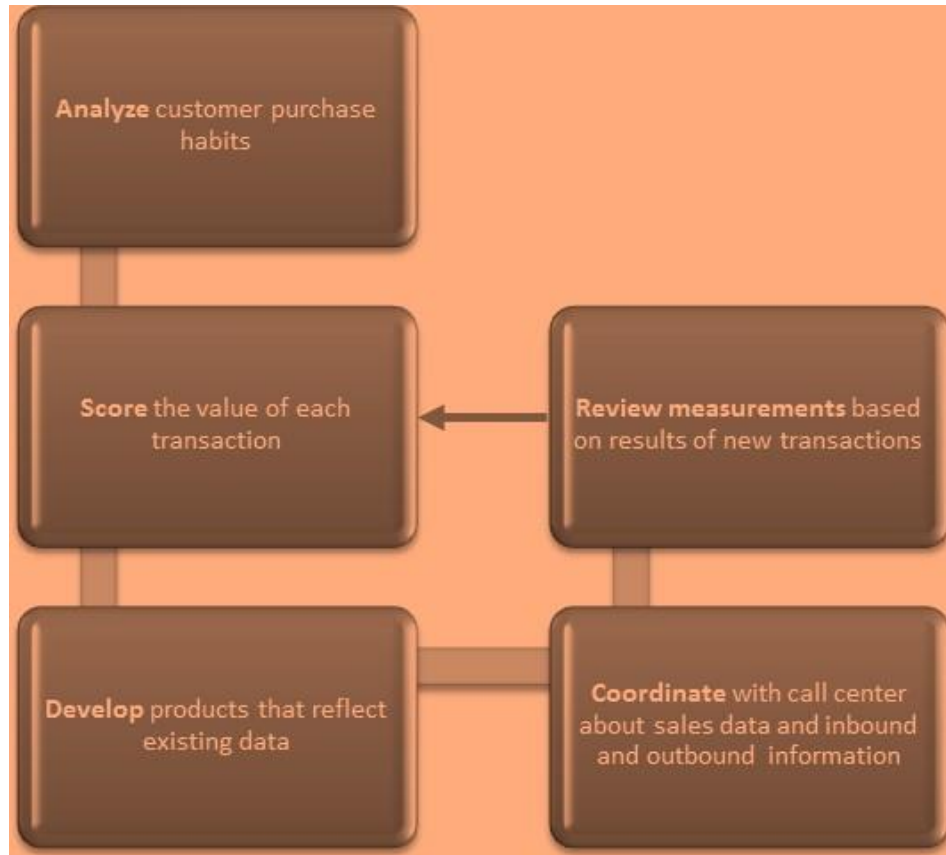 Analyze customer purchase
habits
Score the value of each
transaction
Review measurements based
on results of new transactions
Develop products that reflect
existing data
Coordinate with call center
about sales data and inbound
and outbound information